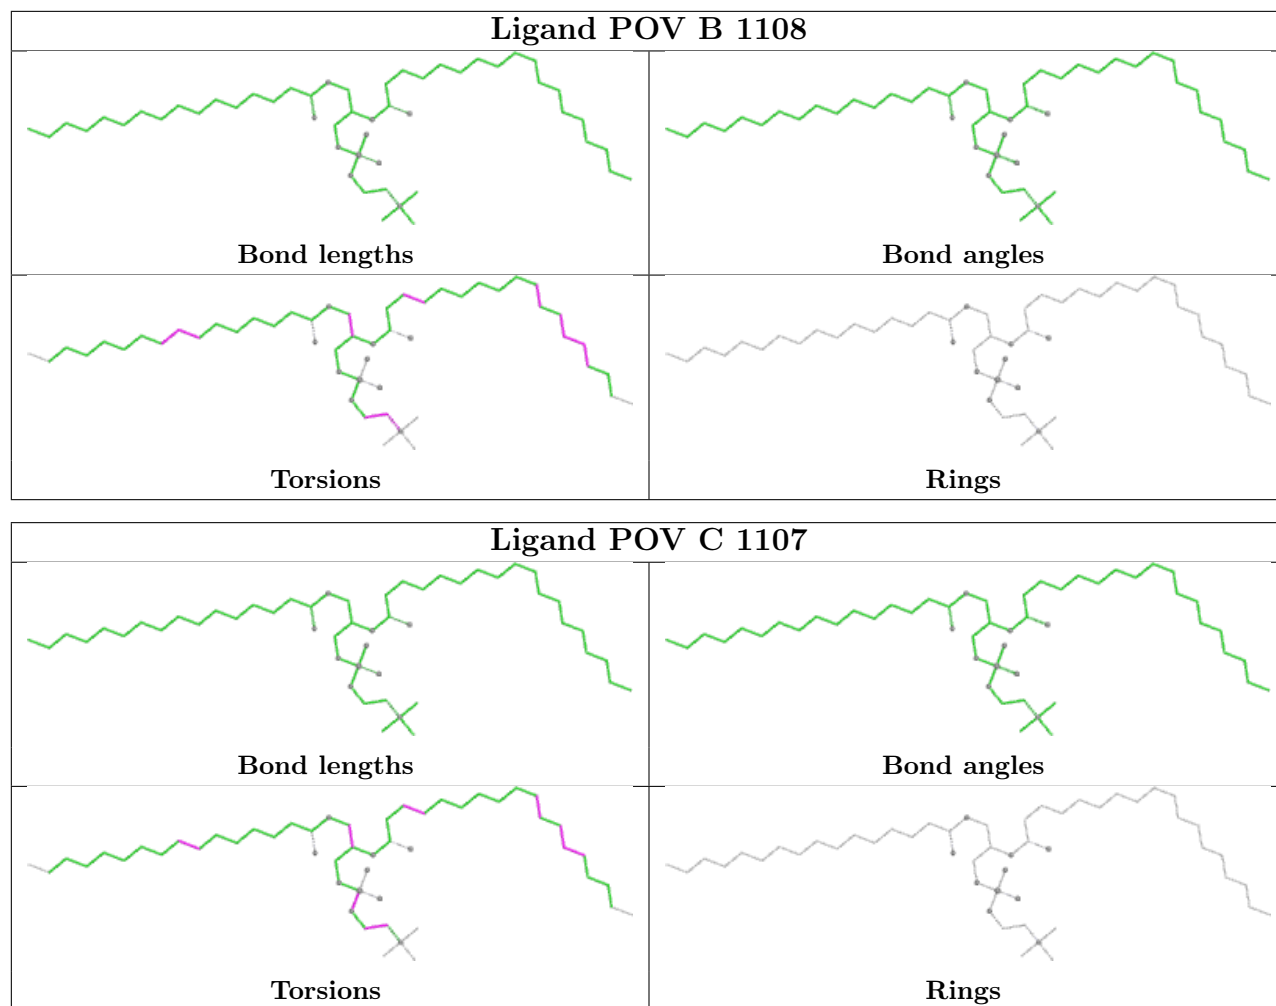 Ligand POV B 1108
Bond lengths
Bond angles
Torsions
Rings
Ligand POV C 1107
Bond lengths
Bond angles
Torsions
Rings